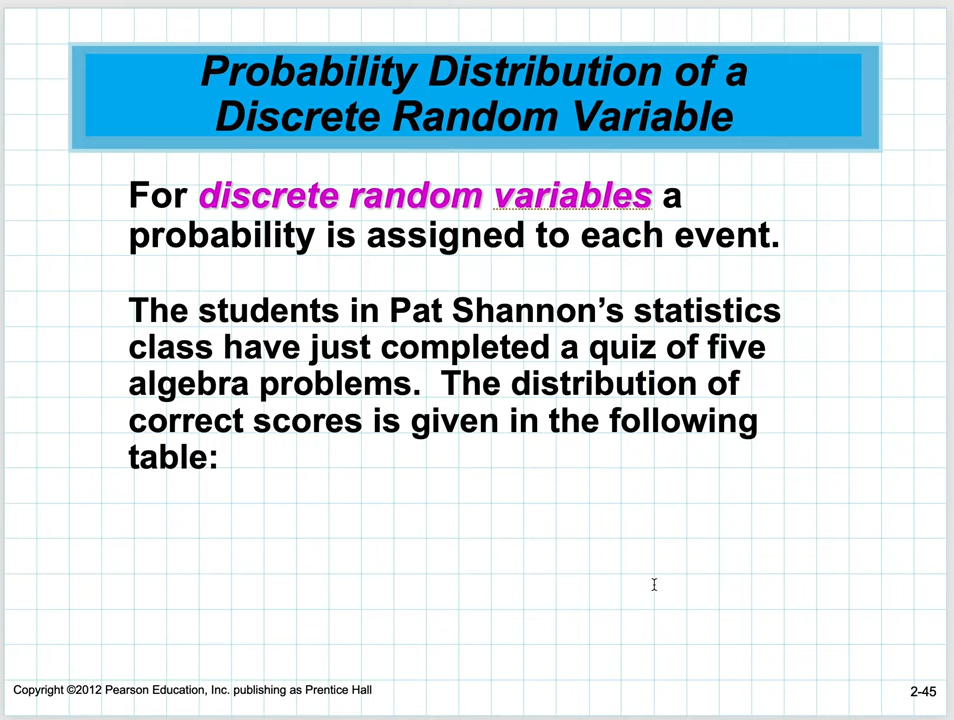 Probability Distribution of a
Discrete Random Variable
For discrete random variables a
probability is assigned to each event.
The students in Pat Shannon’s statistics
class have just completed a quiz of five
algebra problems.  The distribution of
correct scores is given in the following
table:
Copyright ©2012 Pearson Education, Inc. publishing as Prentice Hall
2-45